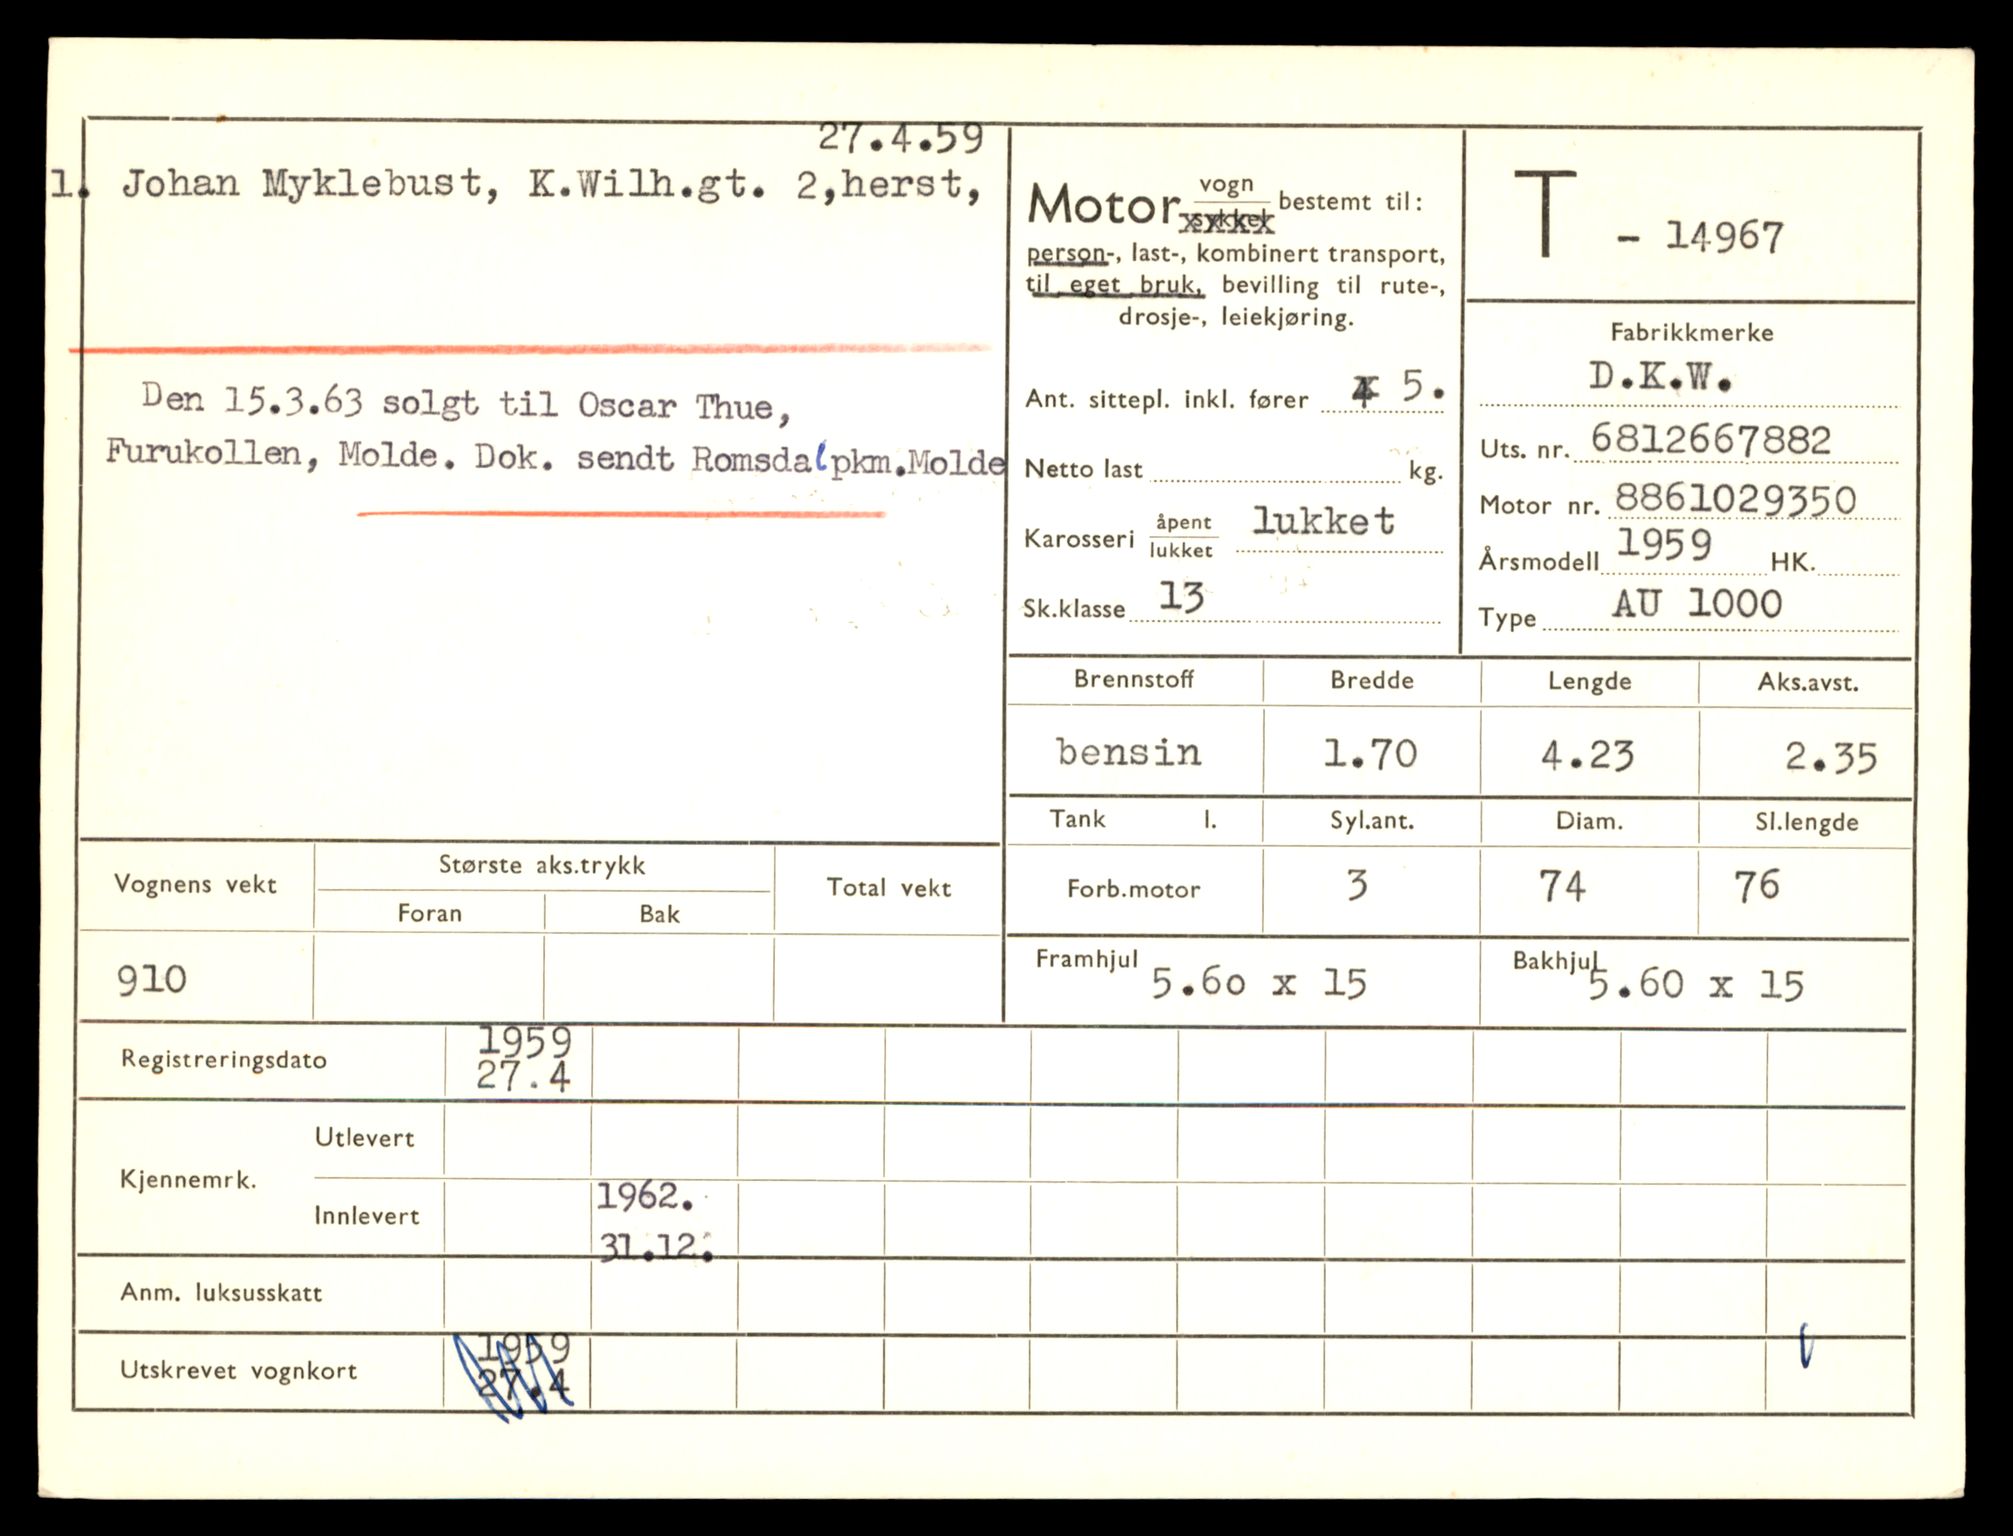 27.4.59
1. Johan Myklebust, K.Wilh.gt. 2,herst,
Den 15.3.63 solgt til Oscar Thue,
Furukollen, Molde. Dok. sendt Romsdalpkm.Molde
Motor vogn sykkel bestemt til:
person-, last-, kombinert transport,
til eget bruk, bevilling til rute-,
drosje-, leiekjøring.
Ant. sittepl. inkl. fører 4 5.
Netto last kg.
Karosseri åpent lukket lukket
Sk.klasse 13
T - 14967
Fabrikkmerke
D.K.W.
Uts. nr. 6812667882
Motor nr. 8861029350
Årsmodell 1959 HK.
Type AU 1000
Brennstoff Bredde Lengde Aks.avst.
bensin 1.70 4.23 2.35
Tank l. Syl.ant. Diam. Sl.lengde
Forb.motor 3 74 76
Framhjul 5.60 x 15 Bakhjul 5.60 x 15
Vognens vekt Største aks.trykk Total vekt
Foran Bak
910
Registreringsdato 1959
27.4
Kjennemrk. Utlevert
Innlevert 1962.
31.12.
Anm. luksusskatt
Utskrevet vognkort 1959
27.4